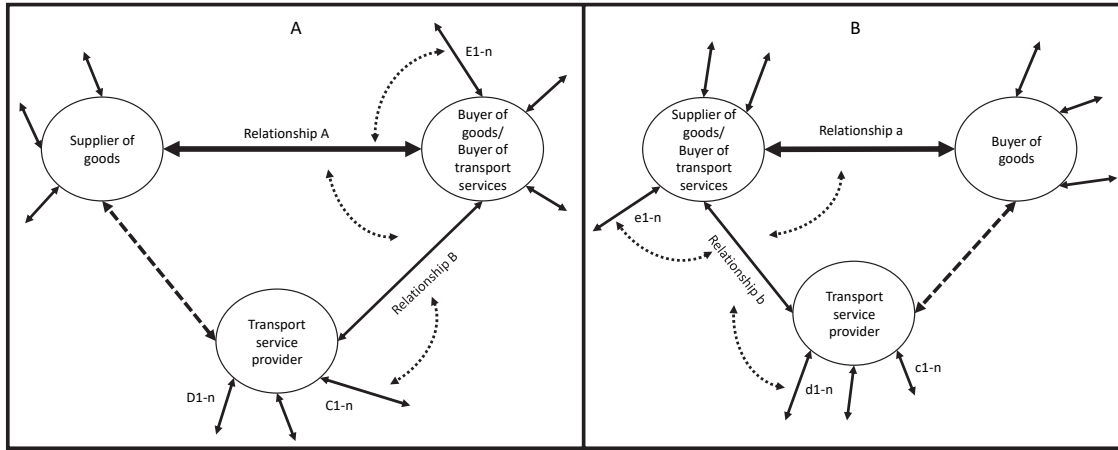 A
E1-n
Supplier of
goods
Relationship A
Buyer of
goods/
Buyer of
transport
services
Relationship B
Transport
service
provider
D1-n
C1-n
B
Supplier of
goods/
Buyer of
transport
services
Relationship a
Buyer of
goods
e1-n
Relationship b
Transport
service
provider
d1-n
c1-n